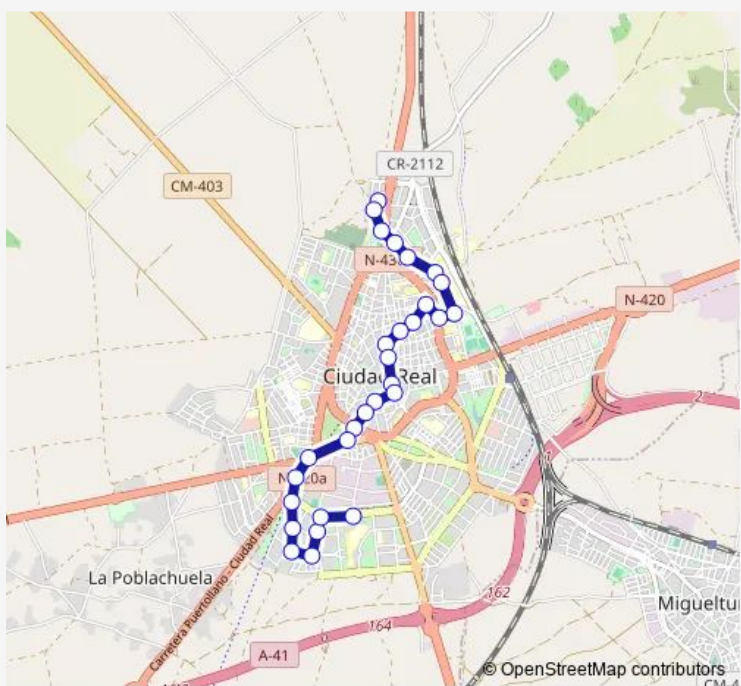 CR-2112
CM-403
N-43
N-420
Ciudad Real
2
N-420a
La Poblachuela
Carretera Puertollano - Ciudad Real
162
164
A-41
© OpenStreetMap contributors